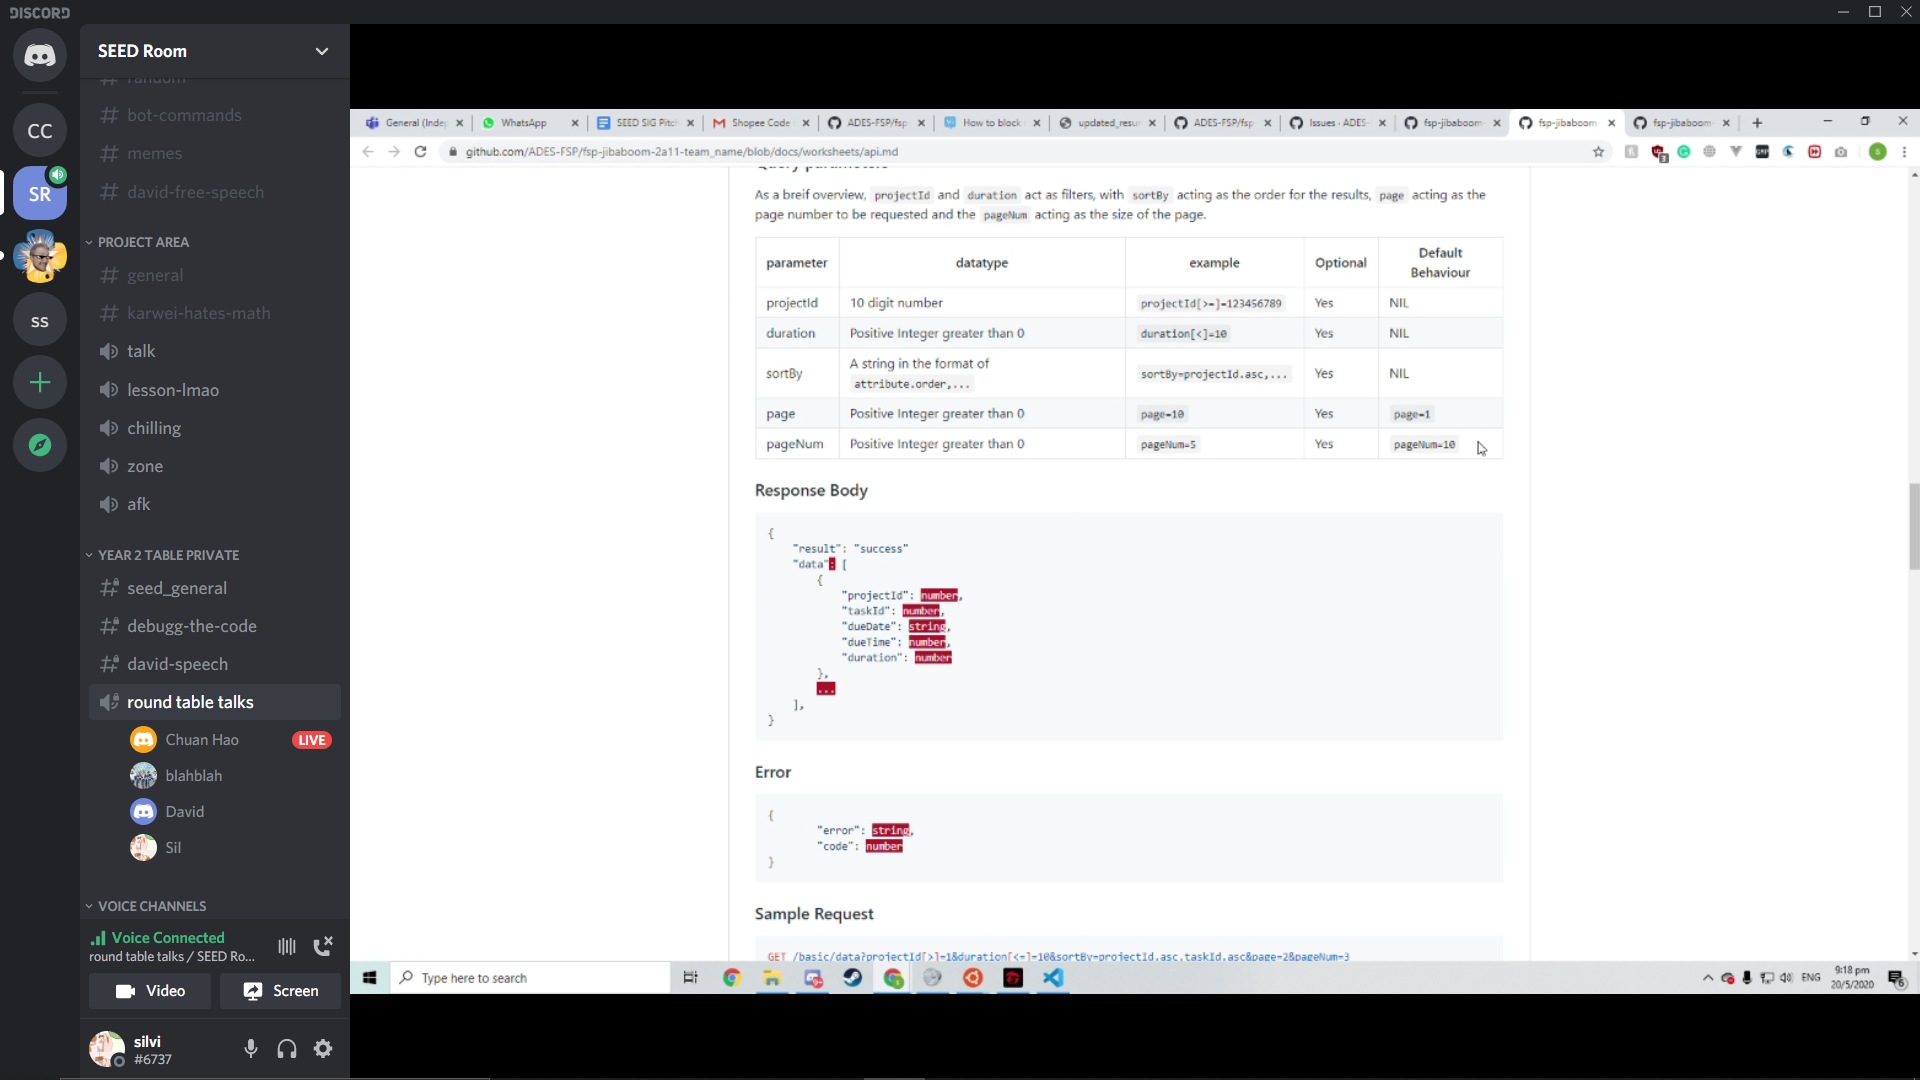 DISCORD
SEED Room
random
bot-commands
memes
david-free-speech
PROJECT AREA
general
karwei-hates-math
talk
lesson-lmao
chilling
zone
afk
YEAR 2 TABLE PRIVATE
seed_general
debugg-the-code
david-speech
round table talks
Chuan Hao LIVE
blahblah
David
Sil
VOICE CHANNELS
Voice Connected
round table talks / SEED Ro...
Video Screen
silvi
#6737
CC
SR
ss
General (Inde WhatsApp SEED SIG Pitc Shopee Code ADES-FSP/fsp How to block updated_resu ADES-FSP/fsp Issues · ADES- fsp-jibaboom fsp-jibaboom fsp-jibaboom
github.com/ADES-FSP/fsp-jibaboom-2a11-team_name/blob/docs/worksheets/api.md
Query parameters
As a breif overview, projectId and duration act as filters, with sortBy acting as the order for the results, page acting as the
page number to be requested and the pageNum acting as the size of the page.
parameter datatype example Optional Default Behaviour
projectId 10 digit number projectId[>=]=123456789 Yes NIL
duration Positive Integer greater than 0 duration[<]=10 Yes NIL
sortBy A string in the format of attribute.order,... sortBy=projectId.asc,... Yes NIL
page Positive Integer greater than 0 page=10 Yes page=1
pageNum Positive Integer greater than 0 pageNum=5 Yes pageNum=10
Response Body
{
"result": "success"
"data": [
{
"projectId": number,
"taskId": number,
"dueDate": string,
"dueTime": number,
"duration": number
},
...
],
}
Error
{
"error": string,
"code": number
}
Sample Request
GET /basic/data?projectId[>]=1&duration[<=]=10&sortBy=projectId.asc,taskId.asc&page=2&pageNum=3
Type here to search
ENG
9:18 pm
20/5/2020